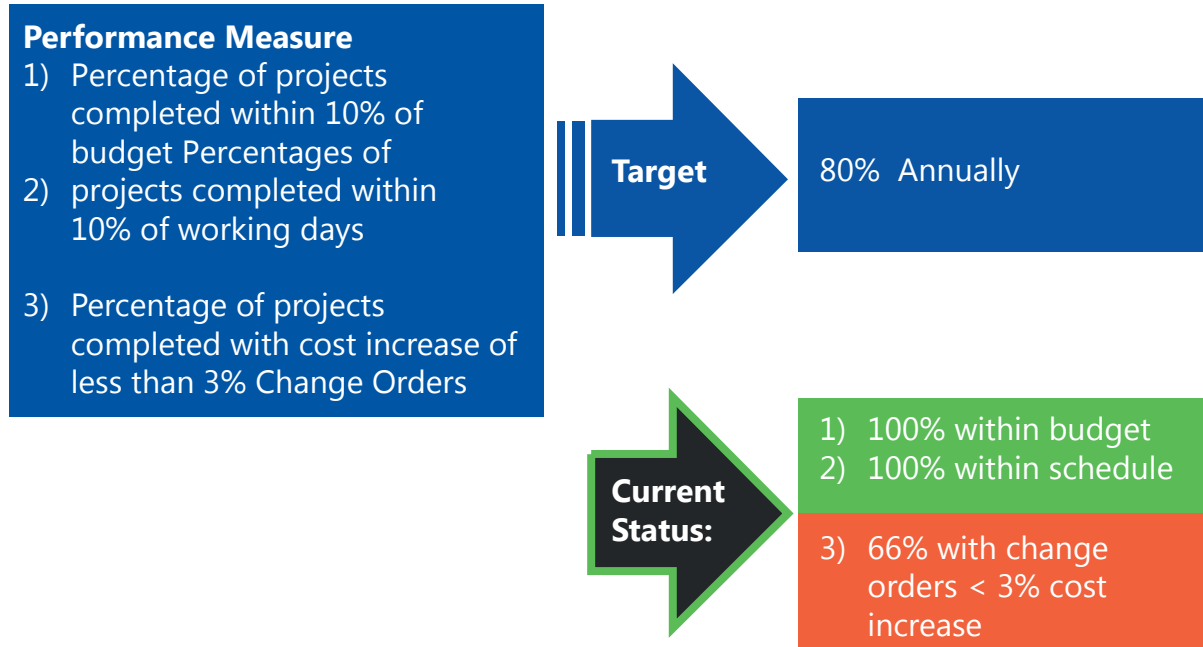 Performance Measure
1) Percentage of projects
completed within 10% of
budget Percentages of
2) projects completed within
10% of working days
3) Percentage of projects
completed with cost increase of
less than 3% Change Orders
Target
80% Annually
Current
Status:
1) 100% within budget
2) 100% within schedule
3) 66% with change
orders < 3% cost
increase